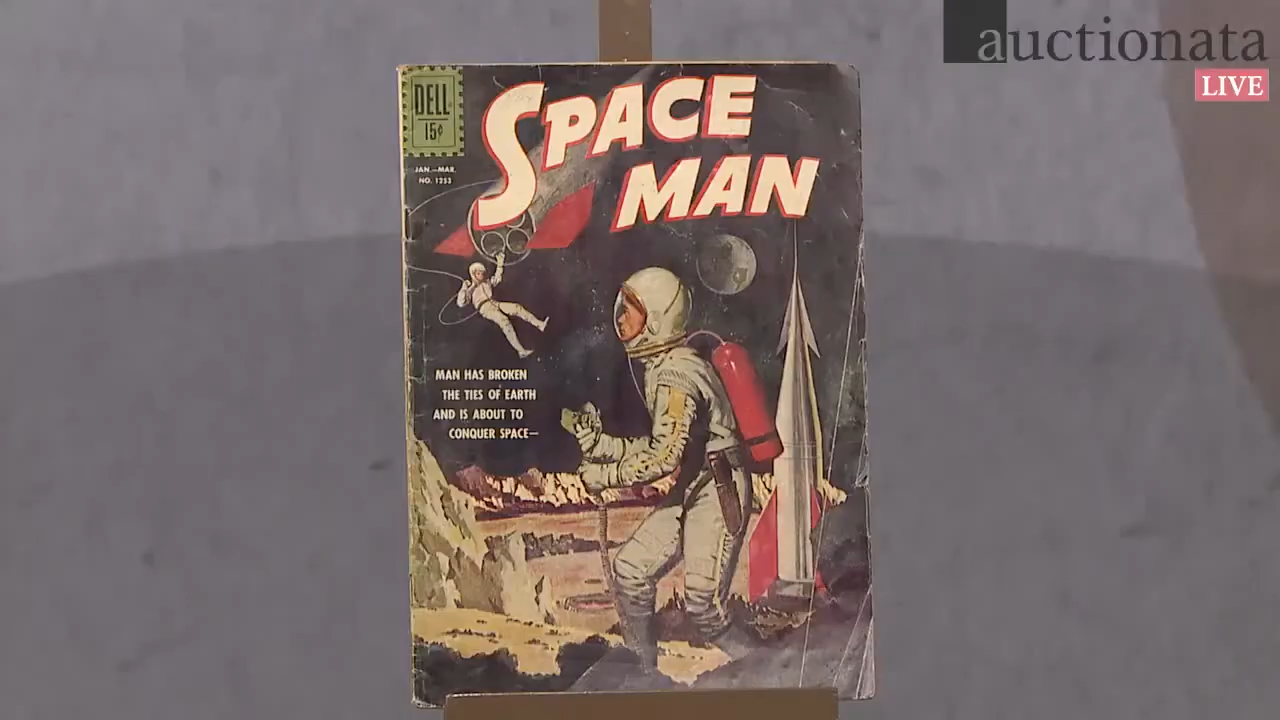 auctionata
LIVE
DELL
15¢
JAN.—MAR.
NO. 1253
SPACE
MAN
MAN HAS BROKEN
THE TIES OF EARTH
AND IS ABOUT TO
CONQUER SPACE—